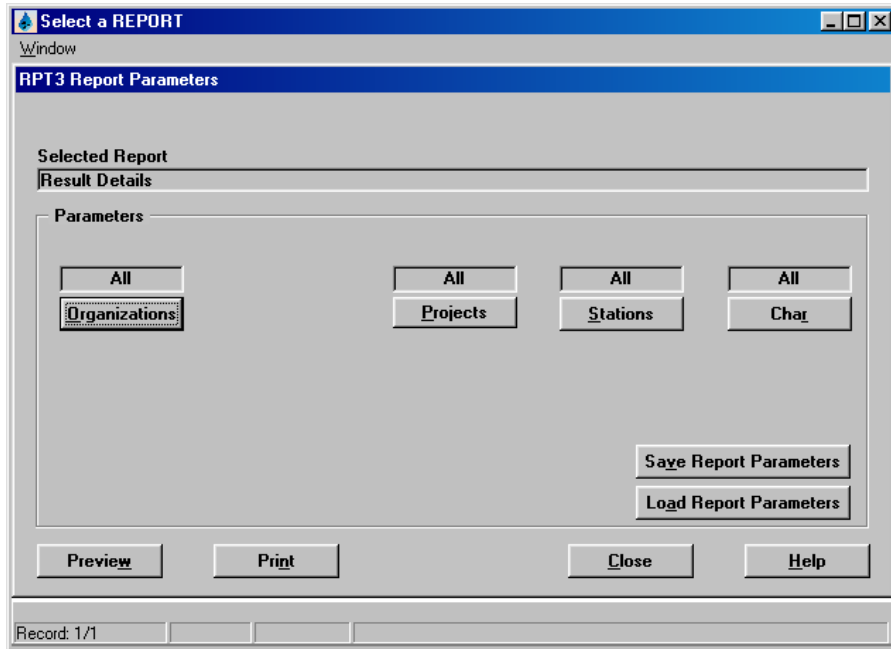 Select a REPORT
Window
RPT3 Report Parameters
Selected Report
Result Details
Parameters
All All All All
Organizations Projects Stations Char
Save Report Parameters
Load Report Parameters
Preview Print Close Help
Record: 1/1